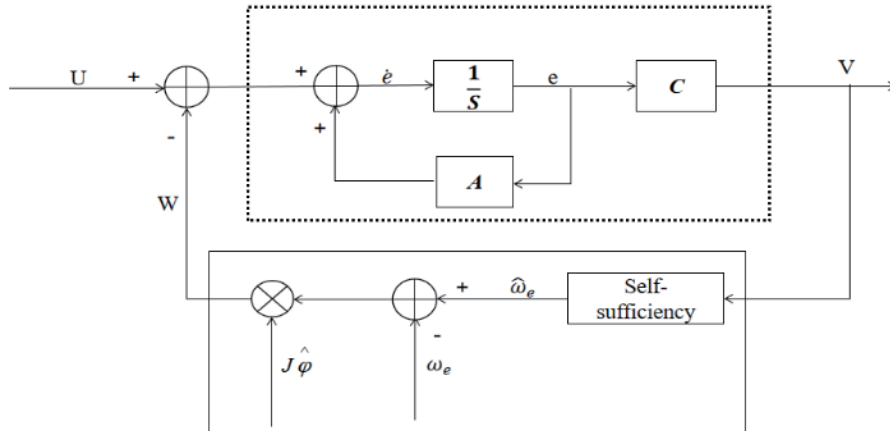 U
+
-
W
+
+
ė
1
S
e
C
V
A
Self-
sufficiency
ω̂e
+
-
ωe
J φ̂